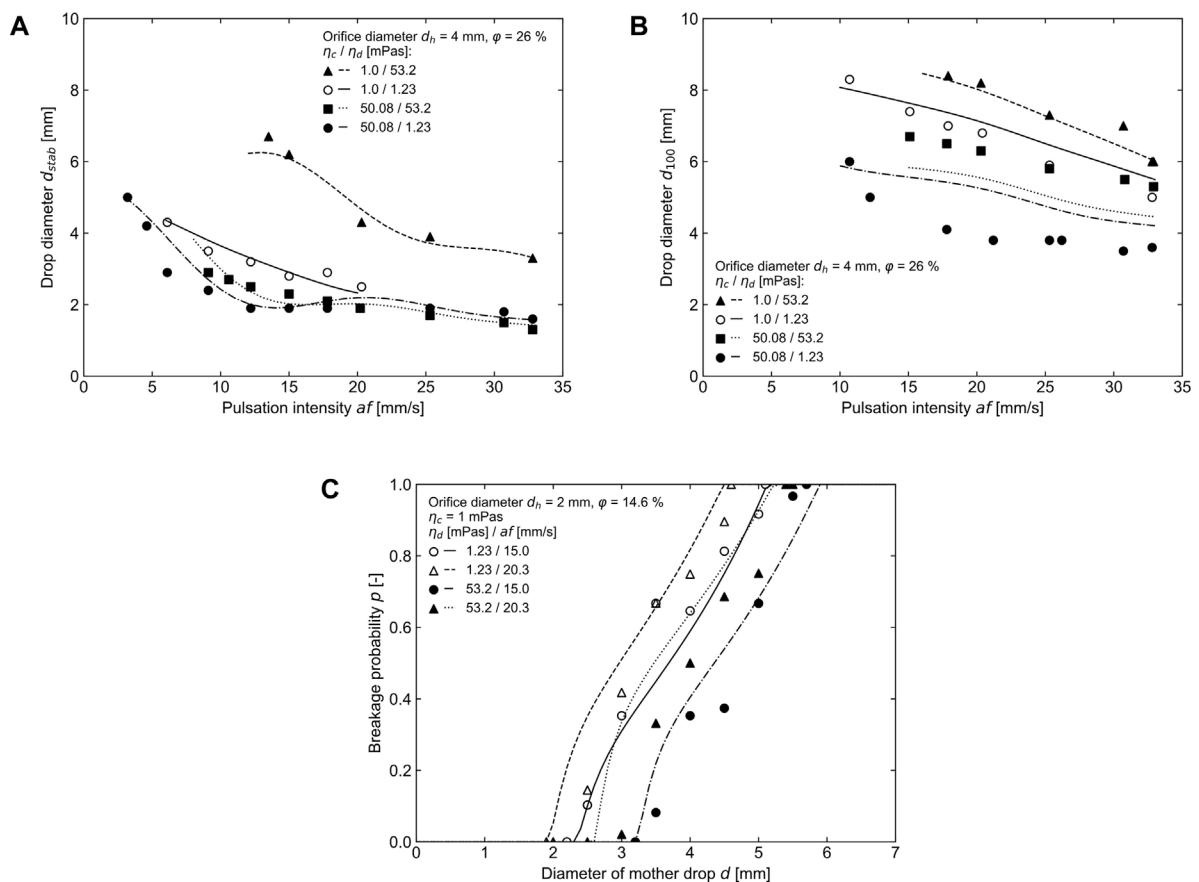 A
Drop diameter d_stab [mm]
10
8
6
4
2
0
Orifice diameter d_h = 4 mm, φ = 26 %
η_c / η_d [mPas]:
1.0 / 53.2
1.0 / 1.23
50.08 / 53.2
50.08 / 1.23
0 5 10 15 20 25 30 35
Pulsation intensity af [mm/s]
B
Drop diameter d_100 [mm]
10
8
6
4
2
0
Orifice diameter d_h = 4 mm, φ = 26 %
η_c / η_d [mPas]:
1.0 / 53.2
1.0 / 1.23
50.08 / 53.2
50.08 / 1.23
0 5 10 15 20 25 30 35
Pulsation intensity af [mm/s]
C
Breakage probability p [-]
1.0
0.8
0.6
0.4
0.2
0.0
Orifice diameter d_h = 2 mm, φ = 14.6 %
η_c = 1 mPas
η_d [mPas] / af [mm/s]
1.23 / 15.0
1.23 / 20.3
53.2 / 15.0
53.2 / 20.3
0 1 2 3 4 5 6 7
Diameter of mother drop d [mm]